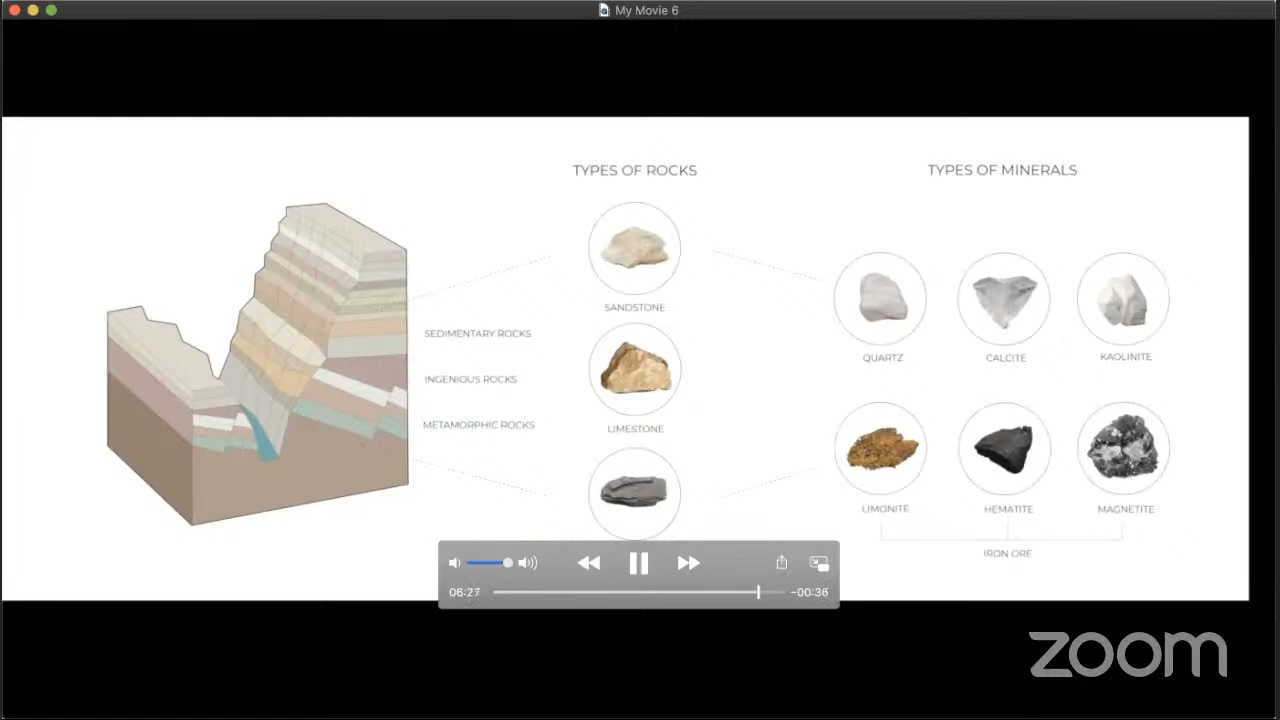 My Movie 6
TYPES OF ROCKS
TYPES OF MINERALS
SANDSTONE
SEDIMENTARY ROCKS
INGENIOUS ROCKS
METAMORPHIC ROCKS
LIMESTONE
QUARTZ
CALCITE
KAOLINITE
LIMONITE
HEMATITE
MAGNETITE
IRON ORE
06:27
-00:36
zoom